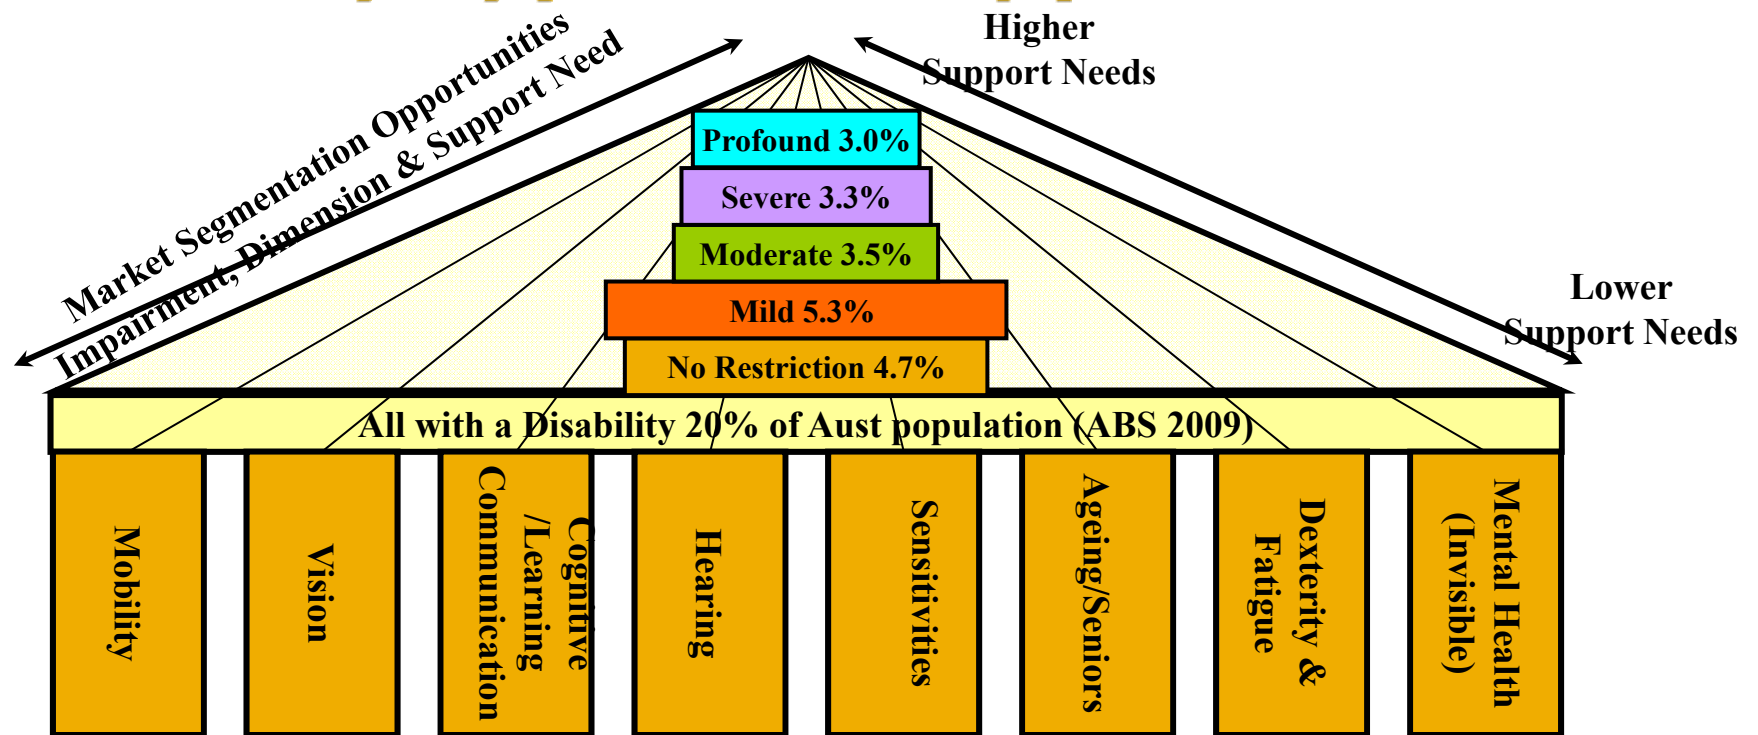 Market Segmentation Opportunities
Impairment, Dimension & Support Need
Higher
Support Needs
Profound 3.0%
Severe 3.3%
Moderate 3.5%
Mild 5.3%
No Restriction 4.7%
Lower
Support Needs
All with a Disability 20% of Aust population (ABS 2009)
Mobility
Vision
Cognitive
/Learning
Communication
Hearing
Sensitivities
Ageing/Seniors
Dexterity &
Fatigue
Mental Health
(Invisible)